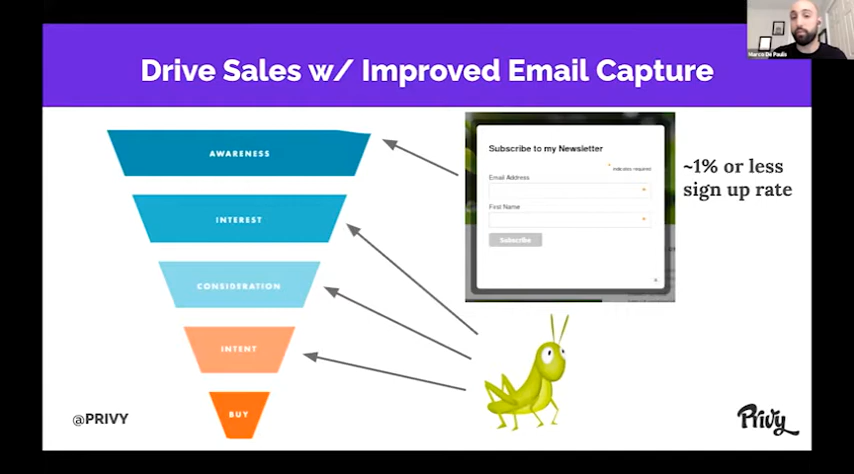 Marco De Paulis
Drive Sales w/ Improved Email Capture
AWARENESS
INTEREST
CONSIDERATION
INTENT
BUY
Subscribe to my Newsletter
* indicates required
Email Address
*
First Name
*
Subscribe
~1% or less
sign up rate
@PRIVY
Privy